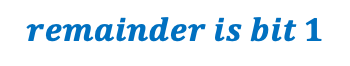 remainder is bit 1